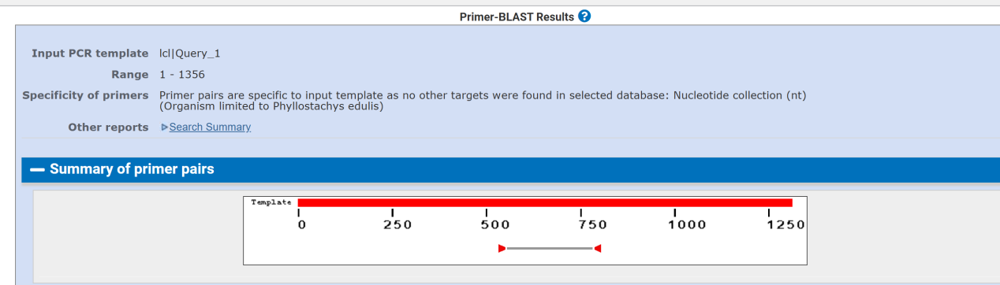 Primer-BLAST Results ?
Input PCR template lcl|Query_1
Range 1 - 1356
Specificity of primers Primer pairs are specific to input template as no other targets were found in selected database: Nucleotide collection (nt)
(Organism limited to Phyllostachys edulis)
Other reports Search Summary
Summary of primer pairs
Template
0 250 500 750 1000 1250